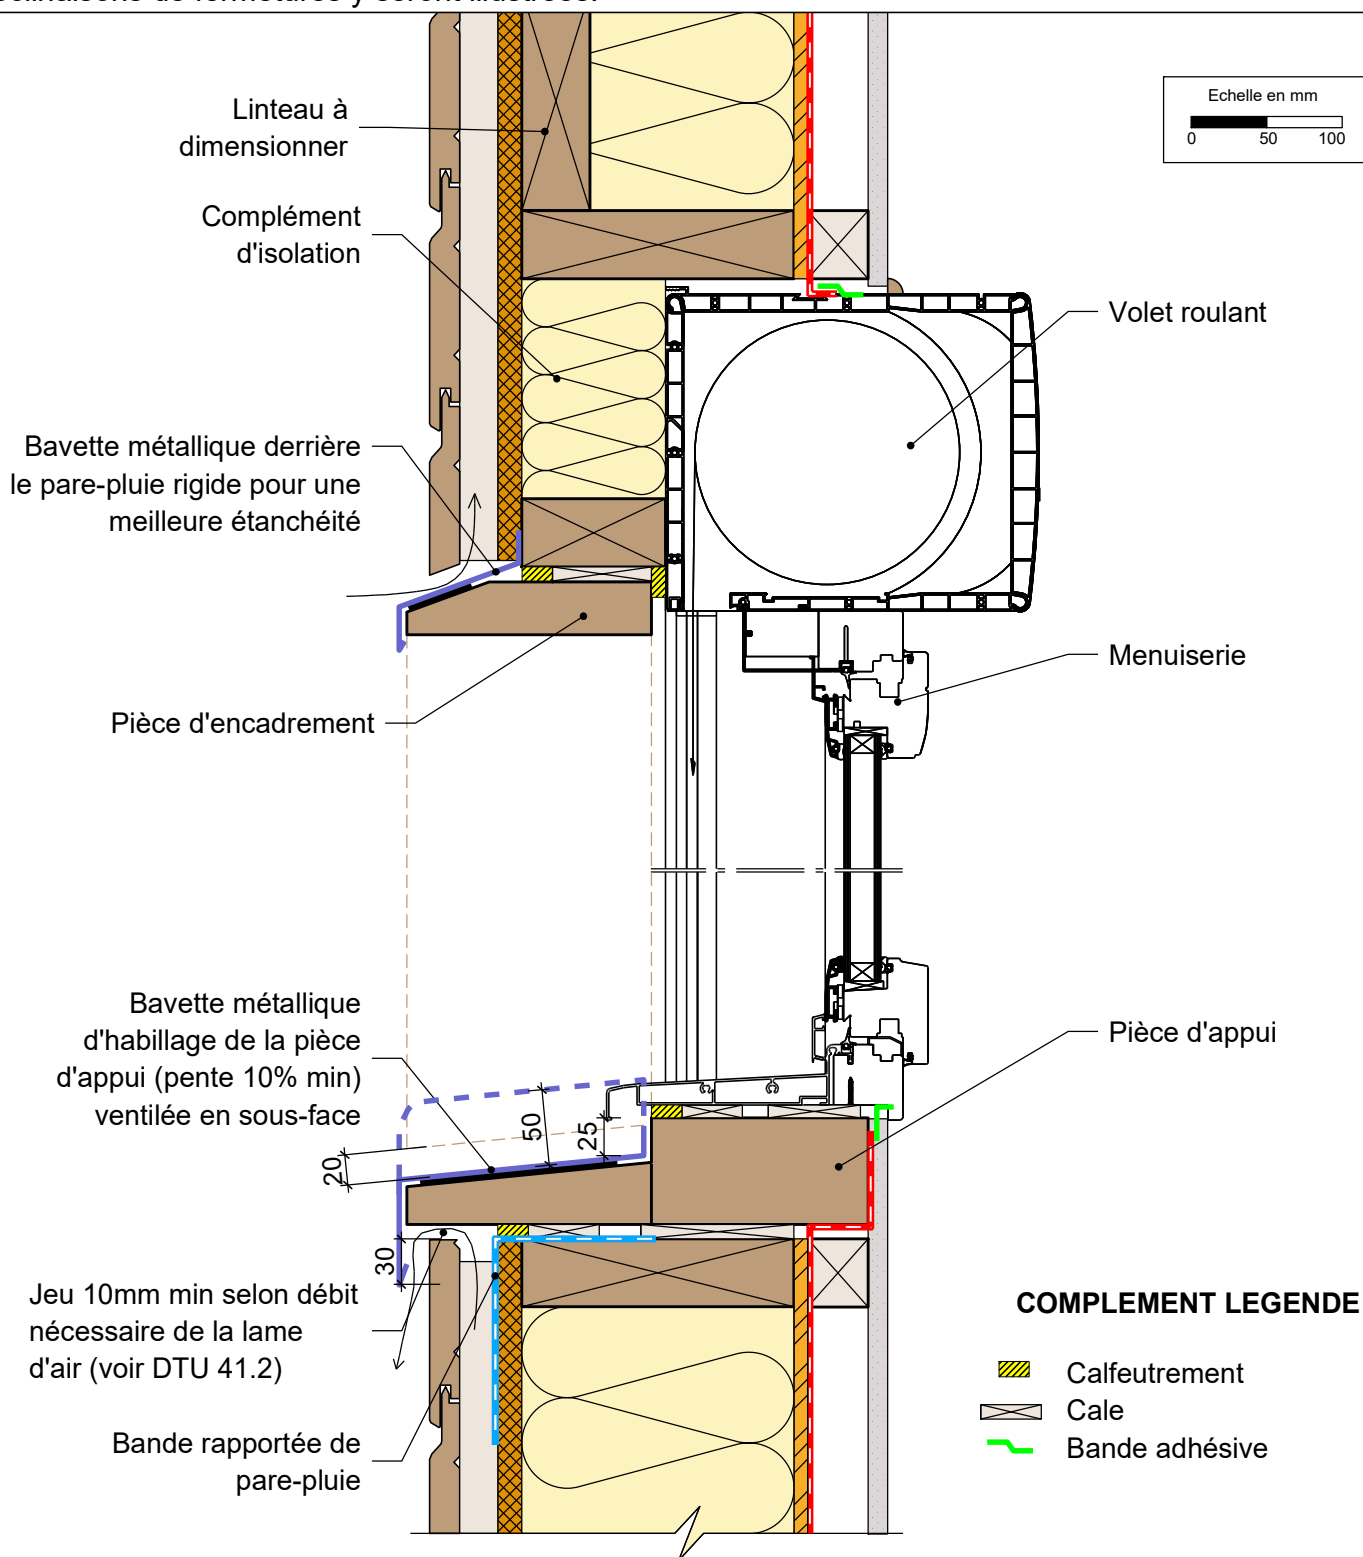 Echelle en mm
0 50 100
Linteau à
dimensionner
Complément
d'isolation
Volet roulant
Bavette métallique derrière
le pare-pluie rigide pour une
meilleure étanchéité
Menuiserie
Pièce d'encadrement
Bavette métallique
d'habillage de la pièce
d'appui (pente 10% min)
ventilée en sous-face
Pièce d'appui
50
25
20
30
Jeu 10mm min selon débit
nécessaire de la lame
d'air (voir DTU 41.2)
Bande rapportée de
pare-pluie
COMPLEMENT LEGENDE
Calfeutrement
Cale
Bande adhésive